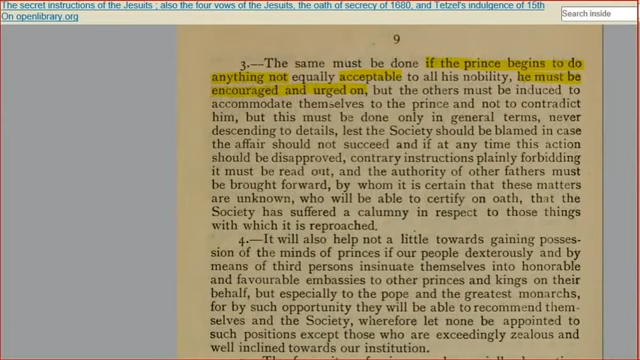 The secret instructions of the Jesuits ; also the four vows of the Jesuits, the oath of secrecy of 1680, and Tetzel's indulgence of 15th
On openlibrary.org
Search inside
9
3.—The same must be done if the prince begins to do
anything not equally acceptable to all his nobility, he must be
encouraged and urged on, but the others must be induced to
accommodate themselves to the prince and not to contradict
him, but this must be done only in general terms, never
descending to details, lest the Society should be blamed in case
the affair should not succeed and if at any time this action
should be disapproved, contrary instructions plainly forbidding
it must be read out, and the authority of other fathers must
be brought forward, by whom it is certain that these matters
are unknown, who will be able to certify on oath, that the
Society has suffered a calumny in respect to those things
with which it is reproached.
4.—It will also help not a little towards gaining posses-
sion of the minds of princes if our people dexterously and by
means of third persons insinuate themselves into honorable
and favourable embassies to other princes and kings on their
behalf, but especially to the pope and the greatest monarchs,
for by such opportunity they will be able to recommend them-
selves and the Society, wherefore let none be appointed to
such positions except those who are exceedingly zealous and
well inclined towards our institution.